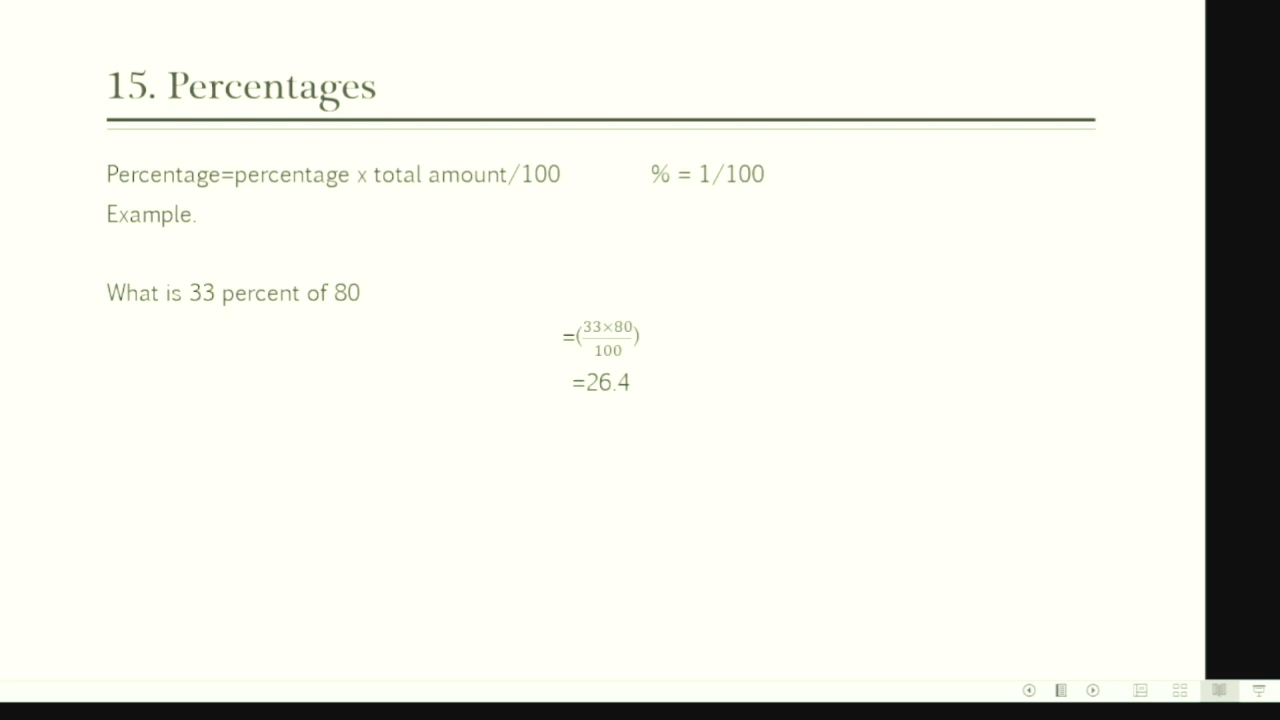 15. Percentages
Percentage=percentage x total amount/100 % = 1/100
Example.
What is 33 percent of 80
=(33×80/100)
=26.4